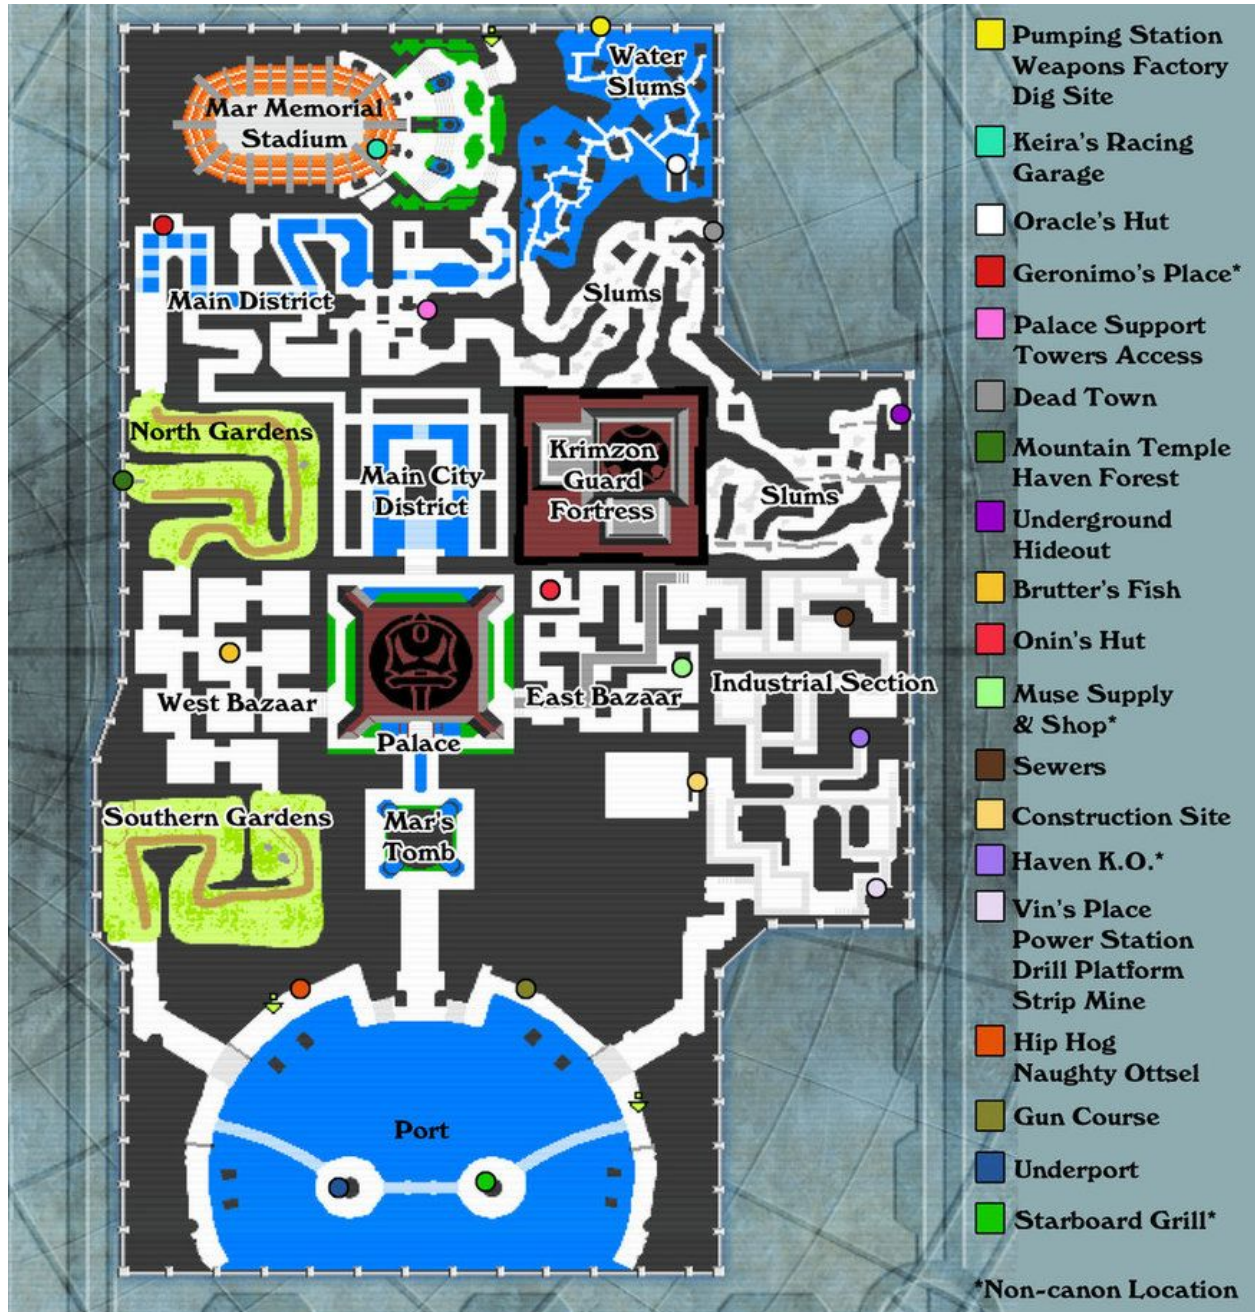 Mar Memorial
Stadium
Water
Slums
Main District
Slums
North Gardens
Main City
District
Krimzon
Guard
Fortress
Slums
West Bazaar
Palace
East Bazaar
Industrial Section
Southern Gardens
Mar's
Tomb
Port
Pumping Station
Weapons Factory
Dig Site
Keira's Racing
Garage
Oracle's Hut
Geronimo's Place*
Palace Support
Towers Access
Dead Town
Mountain Temple
Haven Forest
Underground
Hideout
Brutter's Fish
Onin's Hut
Muse Supply
& Shop*
Sewers
Construction Site
Haven K.O.*
Vin's Place
Power Station
Drill Platform
Strip Mine
Hip Hog
Naughty Ottsel
Gun Course
Underport
Starboard Grill*
*Non-canon Location